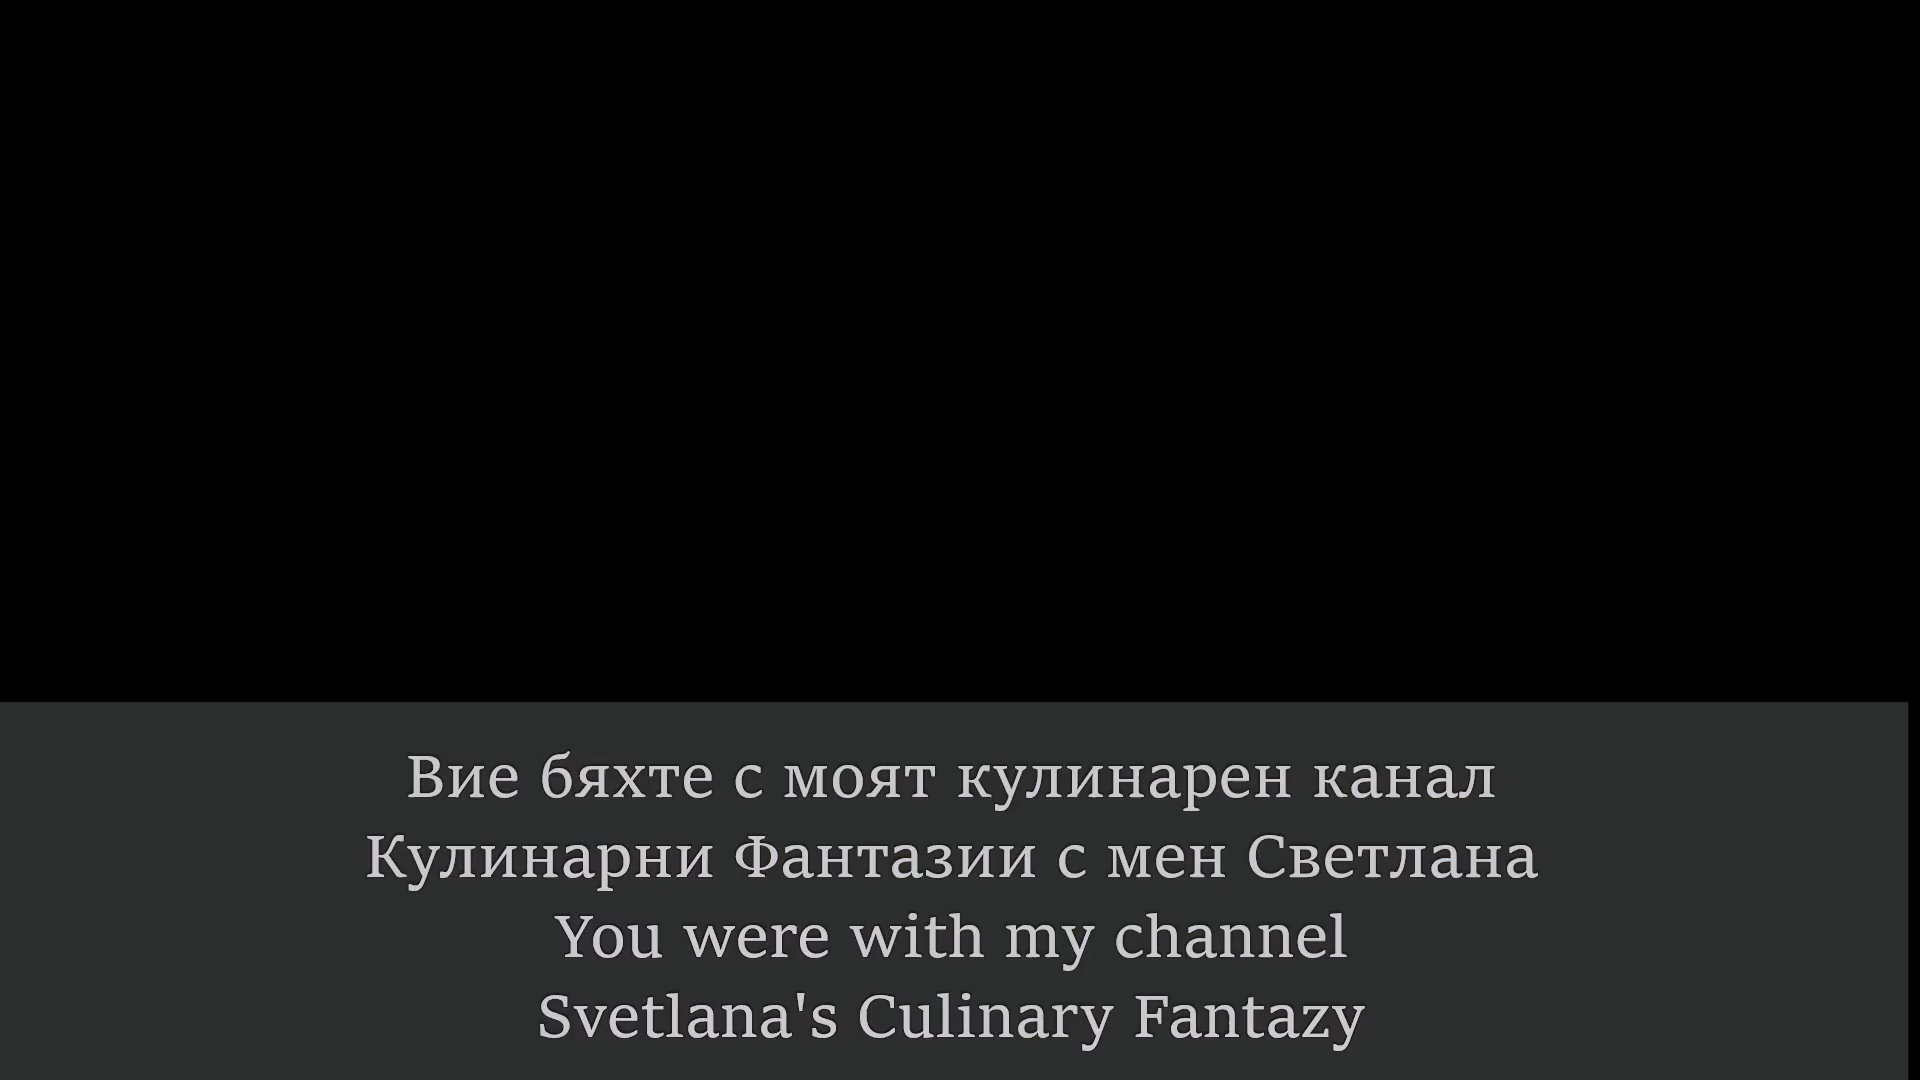 Вие бяхте с моят кулинарен канал
Кулинарни Фантазии с мен Светлана
You were with my channel
Svetlana's Culinary Fantazy